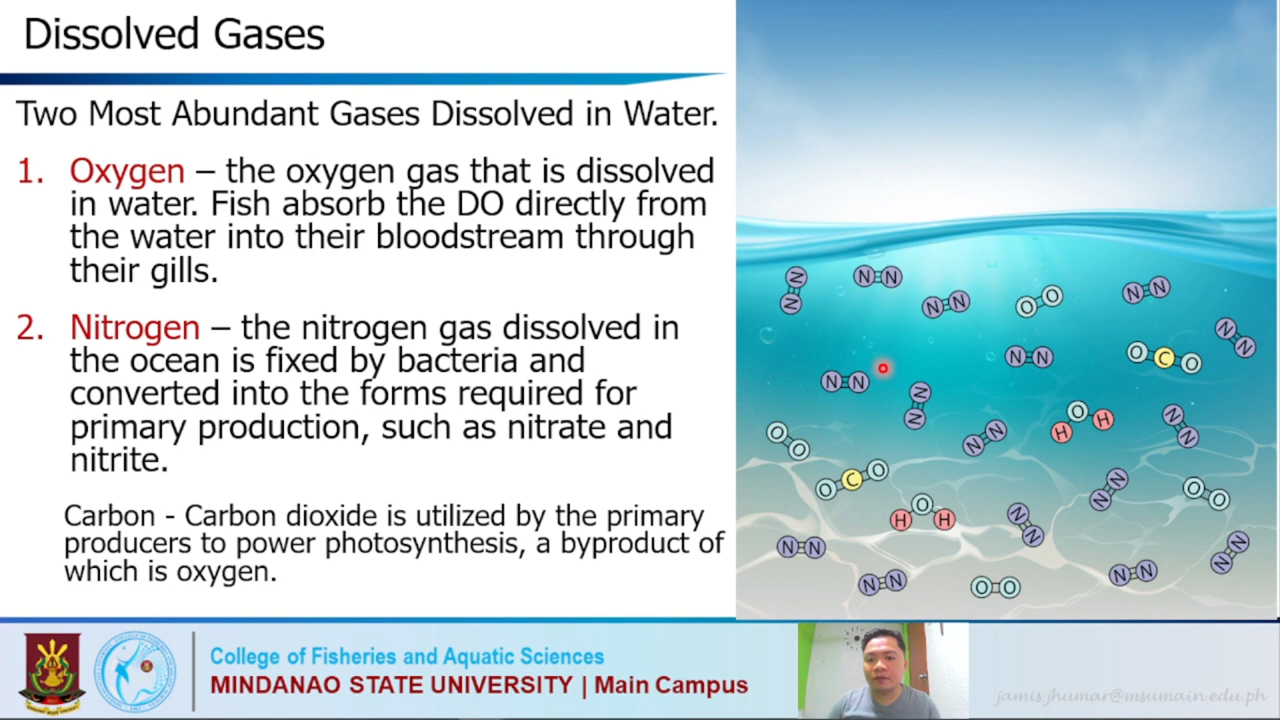 Dissolved Gases
Two Most Abundant Gases Dissolved in Water.
1. Oxygen – the oxygen gas that is dissolved
in water. Fish absorb the DO directly from
the water into their bloodstream through
their gills.
2. Nitrogen – the nitrogen gas dissolved in
the ocean is fixed by bacteria and
converted into the forms required for
primary production, such as nitrate and
nitrite.
Carbon - Carbon dioxide is utilized by the primary
producers to power photosynthesis, a byproduct of
which is oxygen.
N N
N N
N N
O O
N N
N N
N N
O C O
N N
N N
O H H
N N
N N
O O
O C O
N N
O O
O H H
N N
N N
N N
N N
O O
N N
College of Fisheries and Aquatic Sciences
MINDANAO STATE UNIVERSITY | Main Campus
jamis.jhumar@msumain.edu.ph